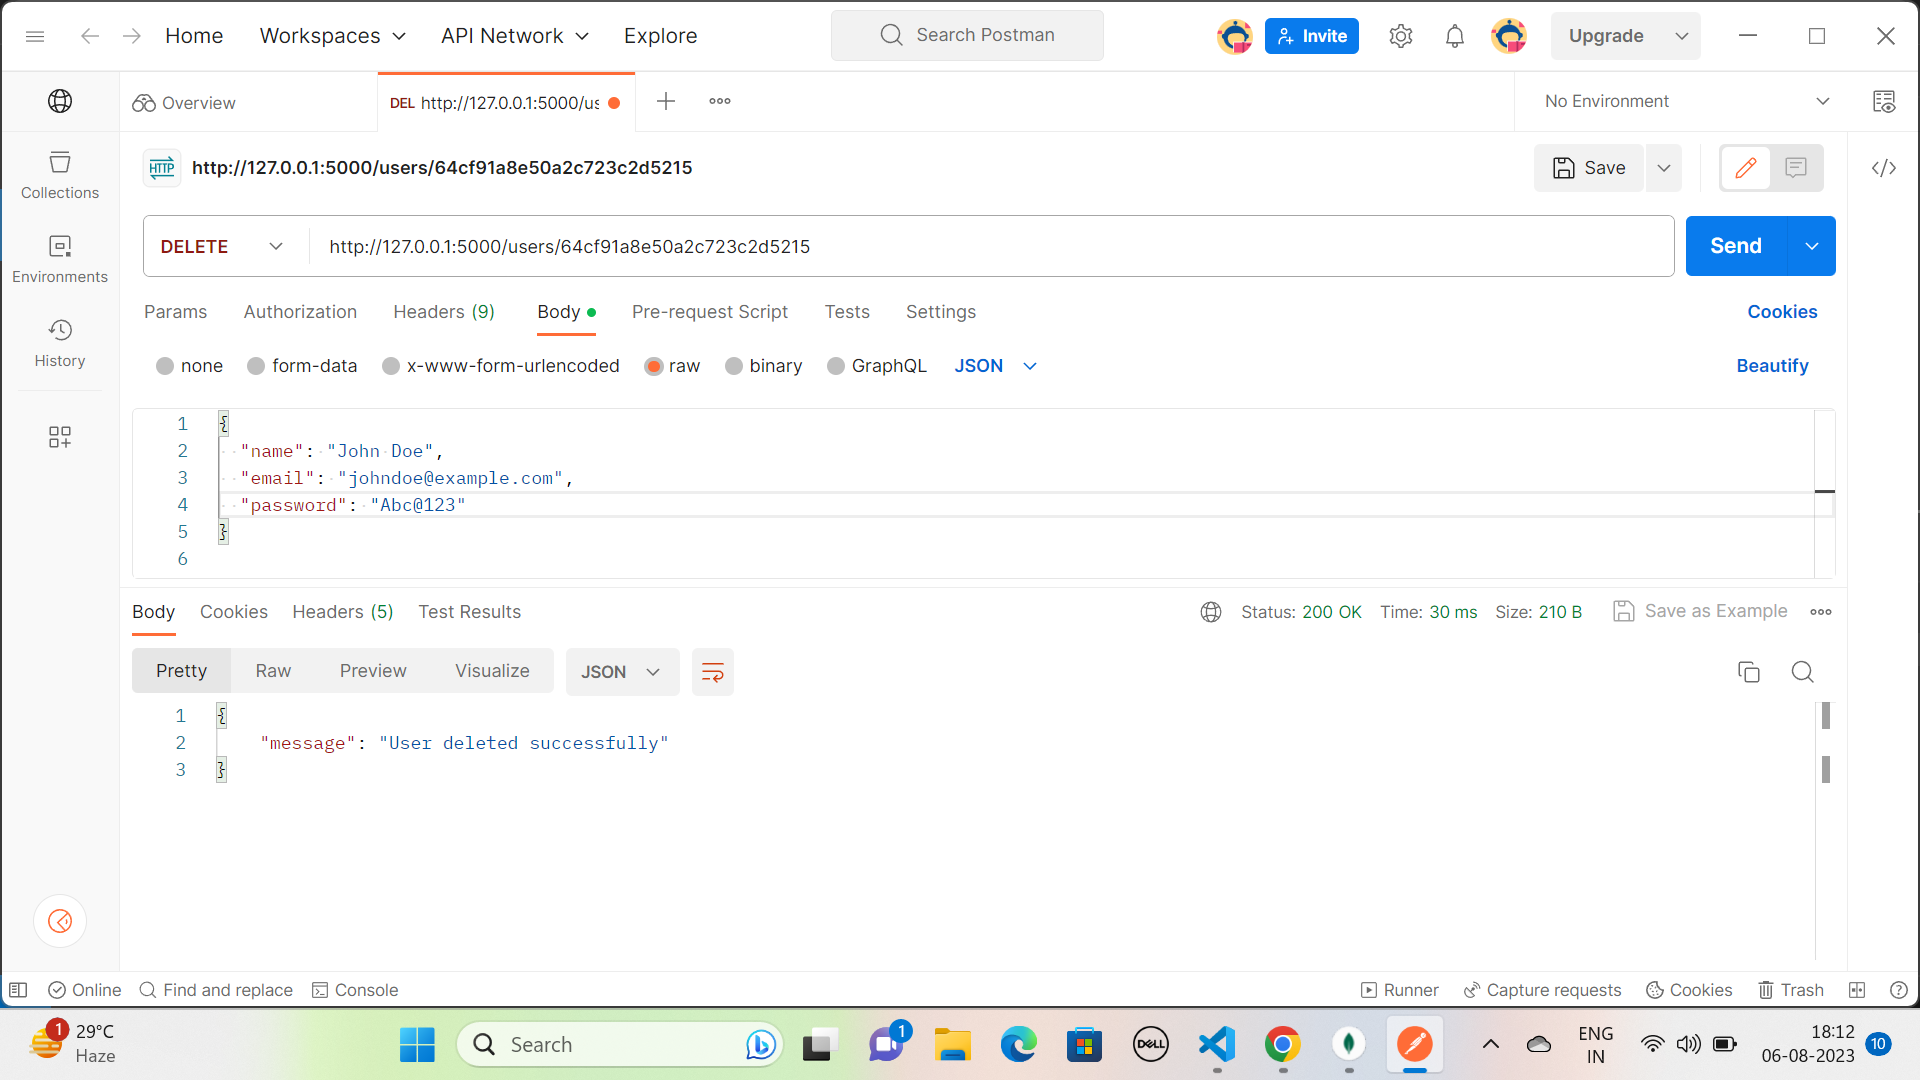 Home Workspaces API Network Explore Search Postman Invite Upgrade
Overview DEL http://127.0.0.1:5000/us No Environment
HTTP http://127.0.0.1:5000/users/64cf91a8e50a2c723c2d5215 Save
Collections
DELETE http://127.0.0.1:5000/users/64cf91a8e50a2c723c2d5215 Send
Environments
Params Authorization Headers (9) Body Pre-request Script Tests Settings Cookies
History
none form-data x-www-form-urlencoded raw binary GraphQL JSON Beautify
1 {
2 "name": "John Doe",
3 "email": "johndoe@example.com",
4 "password": "Abc@123"
5 }
6
Body Cookies Headers (5) Test Results Status: 200 OK Time: 30 ms Size: 210 B Save as Example
Pretty Raw Preview Visualize JSON
1 {
2 "message": "User deleted successfully"
3 }
Online Find and replace Console Runner Capture requests Cookies Trash
1 29°C Haze
Search
1
DELL
ENG IN
18:12
06-08-2023
10